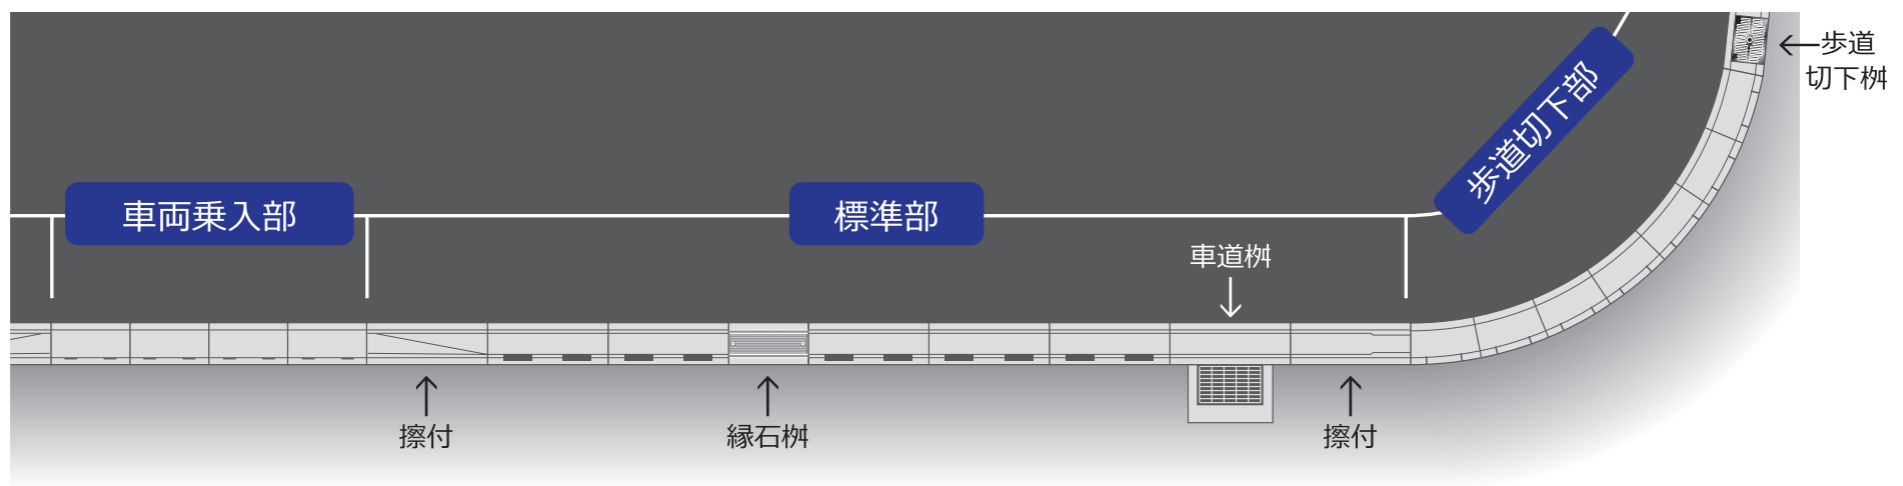 歩道
切下桝
歩道切下部
車両乗入部
標準部
車道桝
擦付
縁石桝
擦付